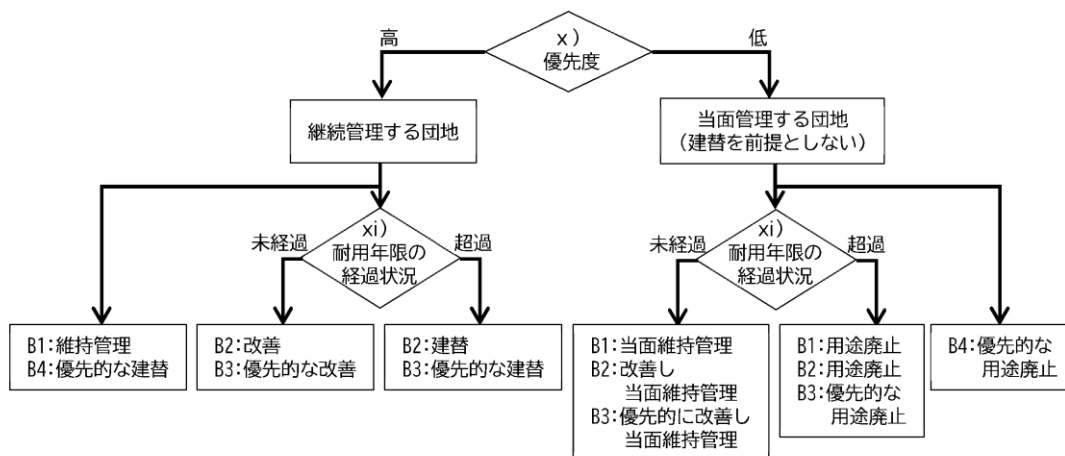 x)
優先度
高
低
継続管理する団地
当面管理する団地
(建替を前提としない)
xi)
耐用年限の
経過状況
未経過
超過
xi)
耐用年限の
経過状況
未経過
超過
B1:維持管理
B4:優先的な建替
B2:改善
B3:優先的な改善
B2:建替
B3:優先的な建替
B1:当面維持管理
B2:改善し
当面維持管理
B3:優先的に改善し
当面維持管理
B1:用途廃止
B2:用途廃止
B3:優先的な
用途廃止
B4:優先的な
用途廃止